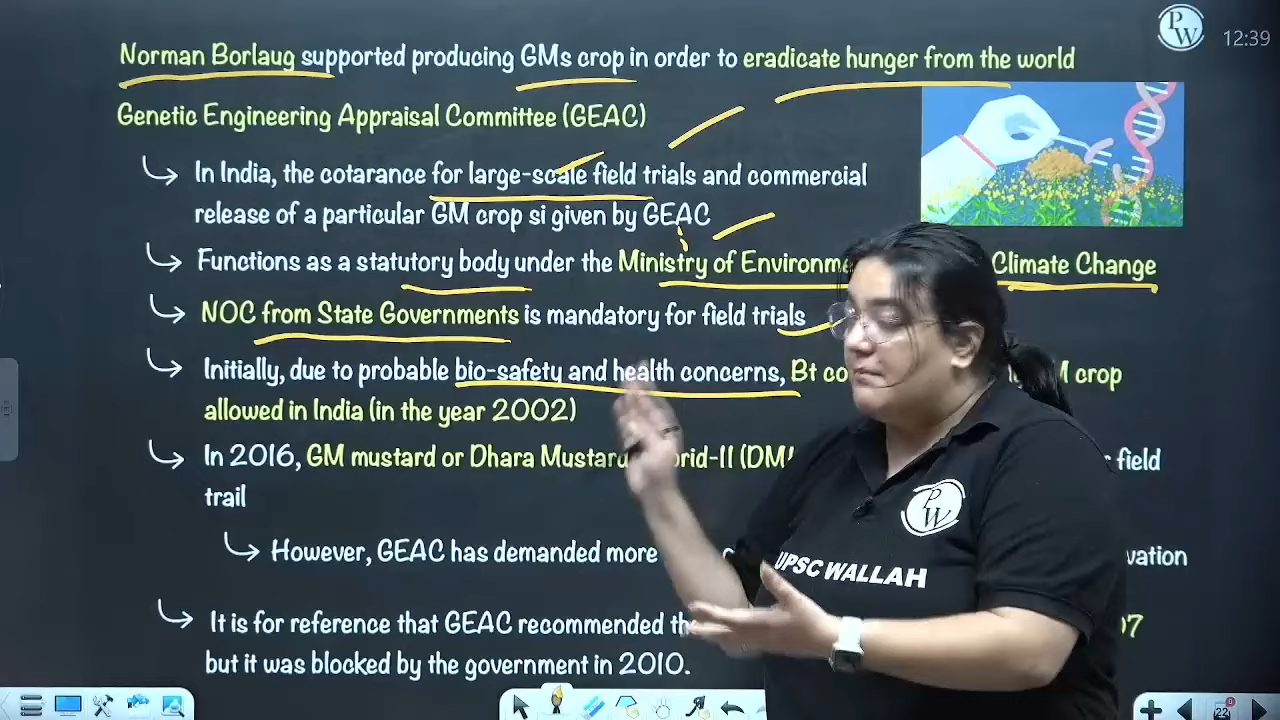 PW
12:39
Norman Borlaug supported producing GMs crop in order to eradicate hunger from the world
Genetic Engineering Appraisal Committee (GEAC)
In India, the cotarance for large-scale field trials and commercial
release of a particular GM crop si given by GEAC
Functions as a statutory body under the Ministry of Climate Change
NOC from State Governments is mandatory for field trials
Initially, due to probable bio-safety and health concerns, Bt crop
allowed in India (in the year 2002)
In 2016, GM mustard or Dhara Mustard field
trail
However, GEAC has demanded more
It is for reference that GEAC recommended
but it was blocked by the government in 2010.
PW
UPSC WALLAH